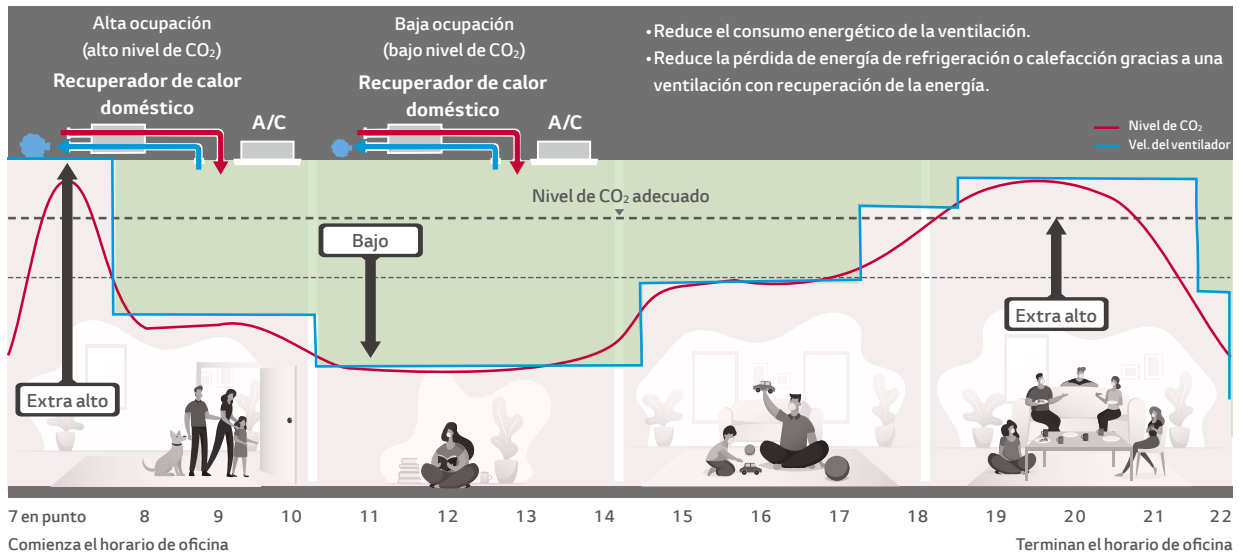 Alta ocupación
(alto nivel de CO₂)
Recuperador de calor
doméstico
A/C
Baja ocupación
(bajo nivel de CO₂)
Recuperador de calor
doméstico
A/C
•Reduce el consumo energético de la ventilación.
•Reduce la pérdida de energía de refrigeración o calefacción gracias a una
ventilación con recuperación de la energía.
Nivel de CO₂
Vel. del ventilador
Nivel de CO₂ adecuado
Bajo
Extra alto
Extra alto
7 en punto 8 9 10 11 12 13 14 15 16 17 18 19 20 21 22
Comienza el horario de oficina
Terminan el horario de oficina